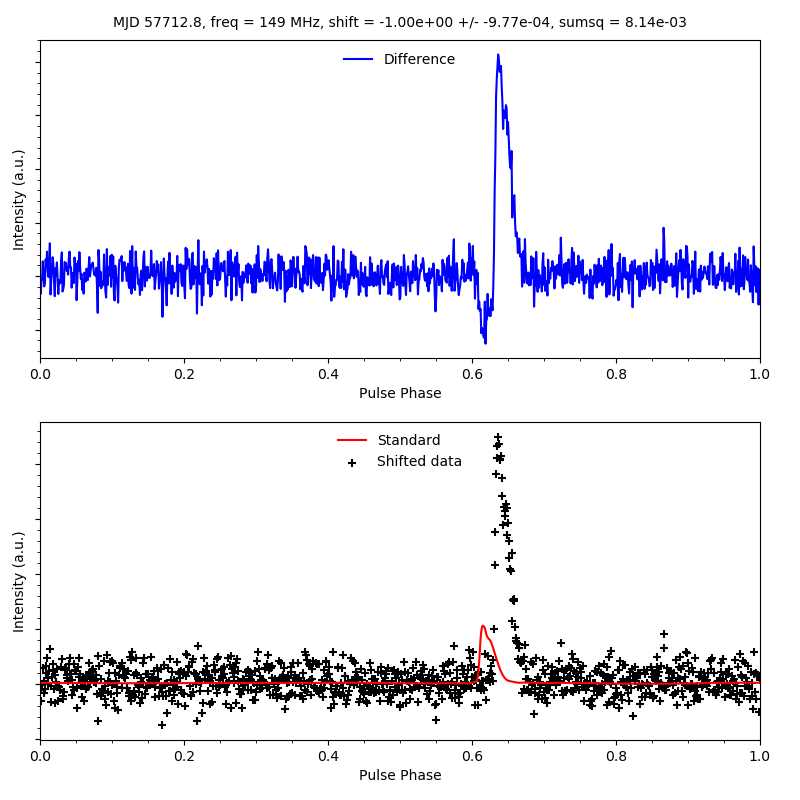 MJD 57712.8, freq = 149 MHz, shift = -1.00e+00 +/- -9.77e-04, sumsq = 8.14e-03
Difference
Intensity (a.u.)
0.0 0.2 0.4 0.6 0.8 1.0
Pulse Phase
Standard
Shifted data
Intensity (a.u.)
0.0 0.2 0.4 0.6 0.8 1.0
Pulse Phase